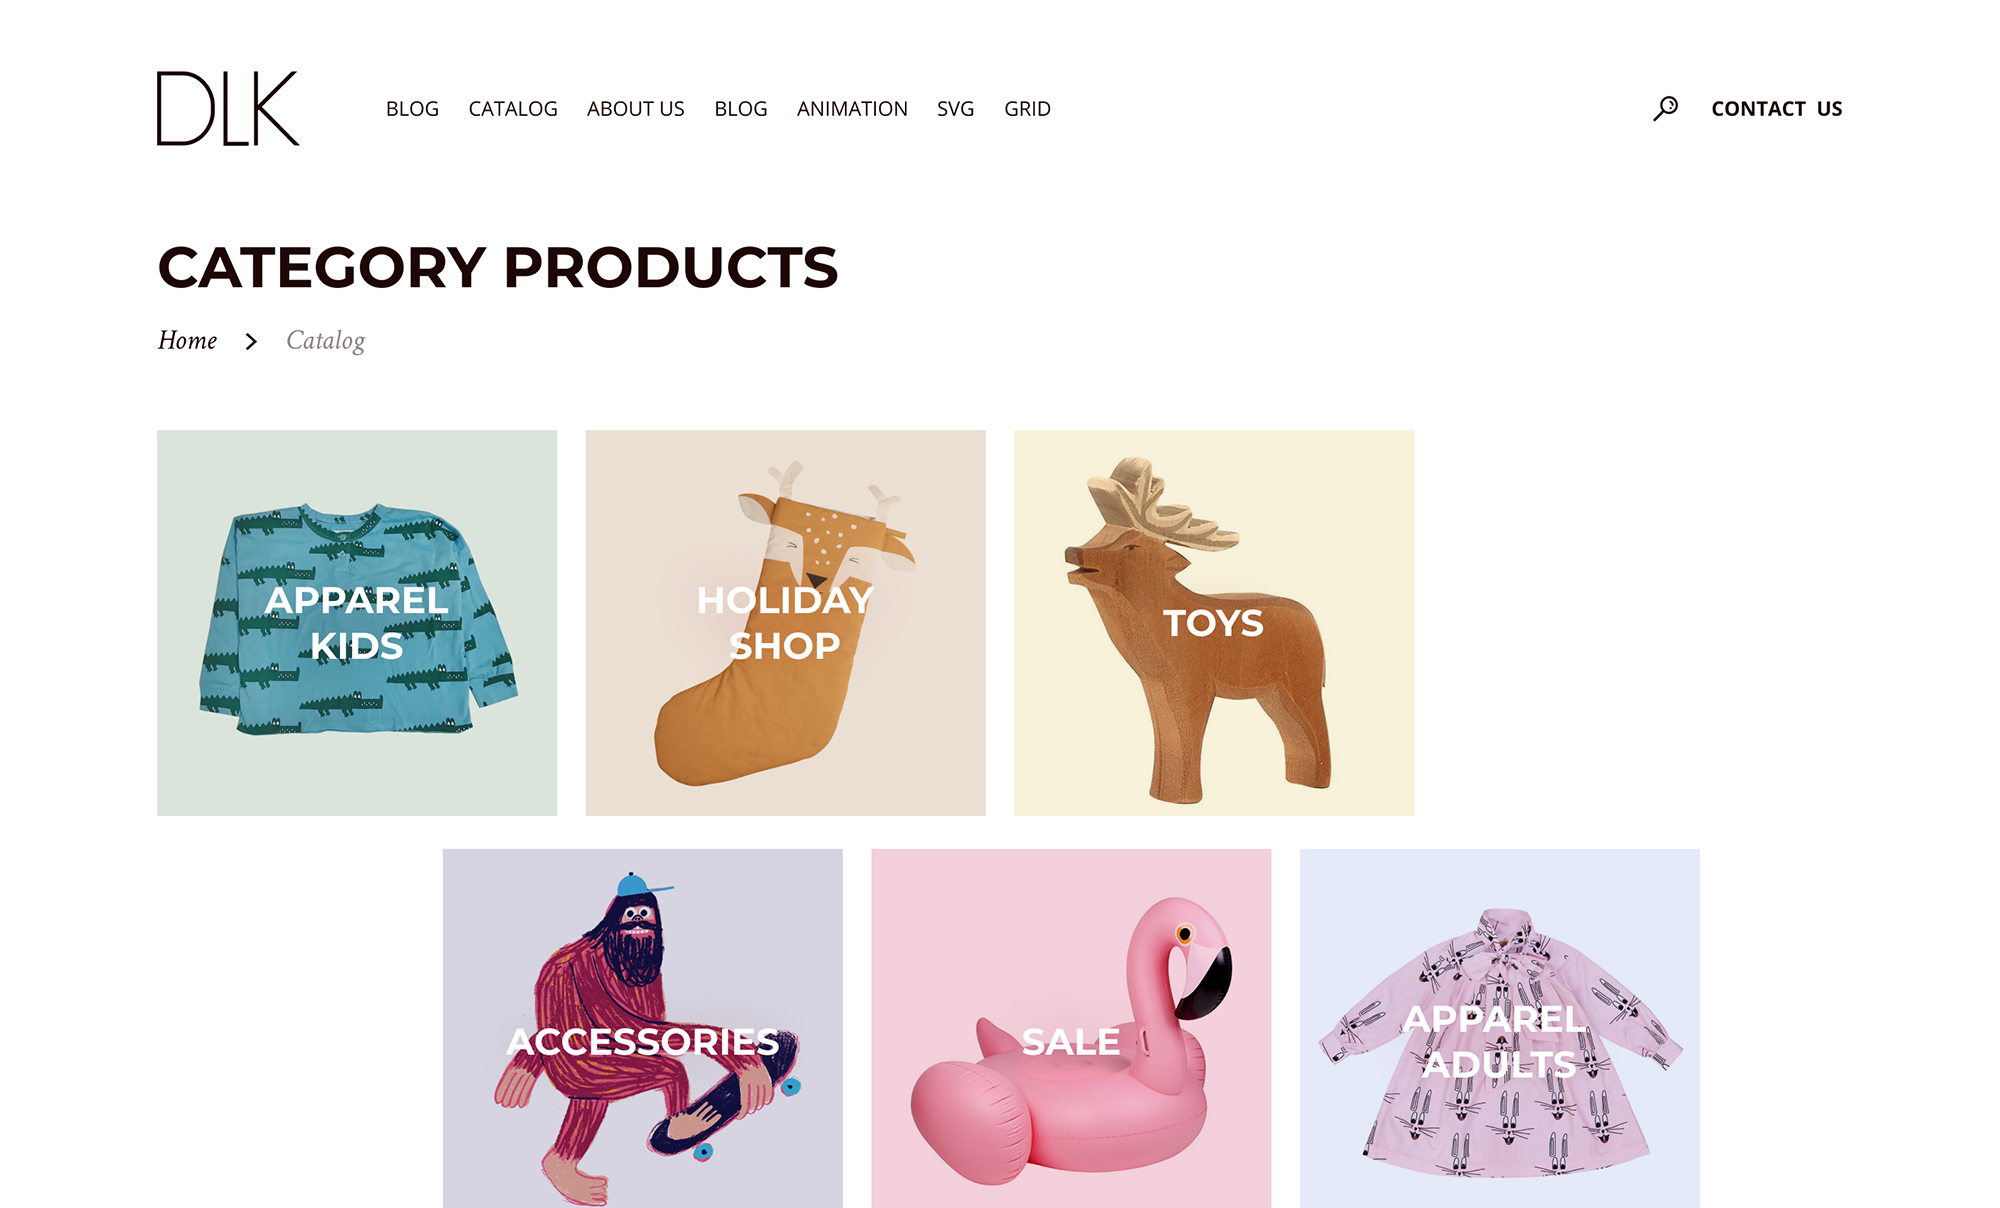 DLK
BLOG CATALOG ABOUT US BLOG ANIMATION SVG GRID
CONTACT US
CATEGORY PRODUCTS
Home > Catalog
APPAREL
KIDS
HOLIDAY
SHOP
TOYS
ACCESSORIES
SALE
APPAREL
ADULTS